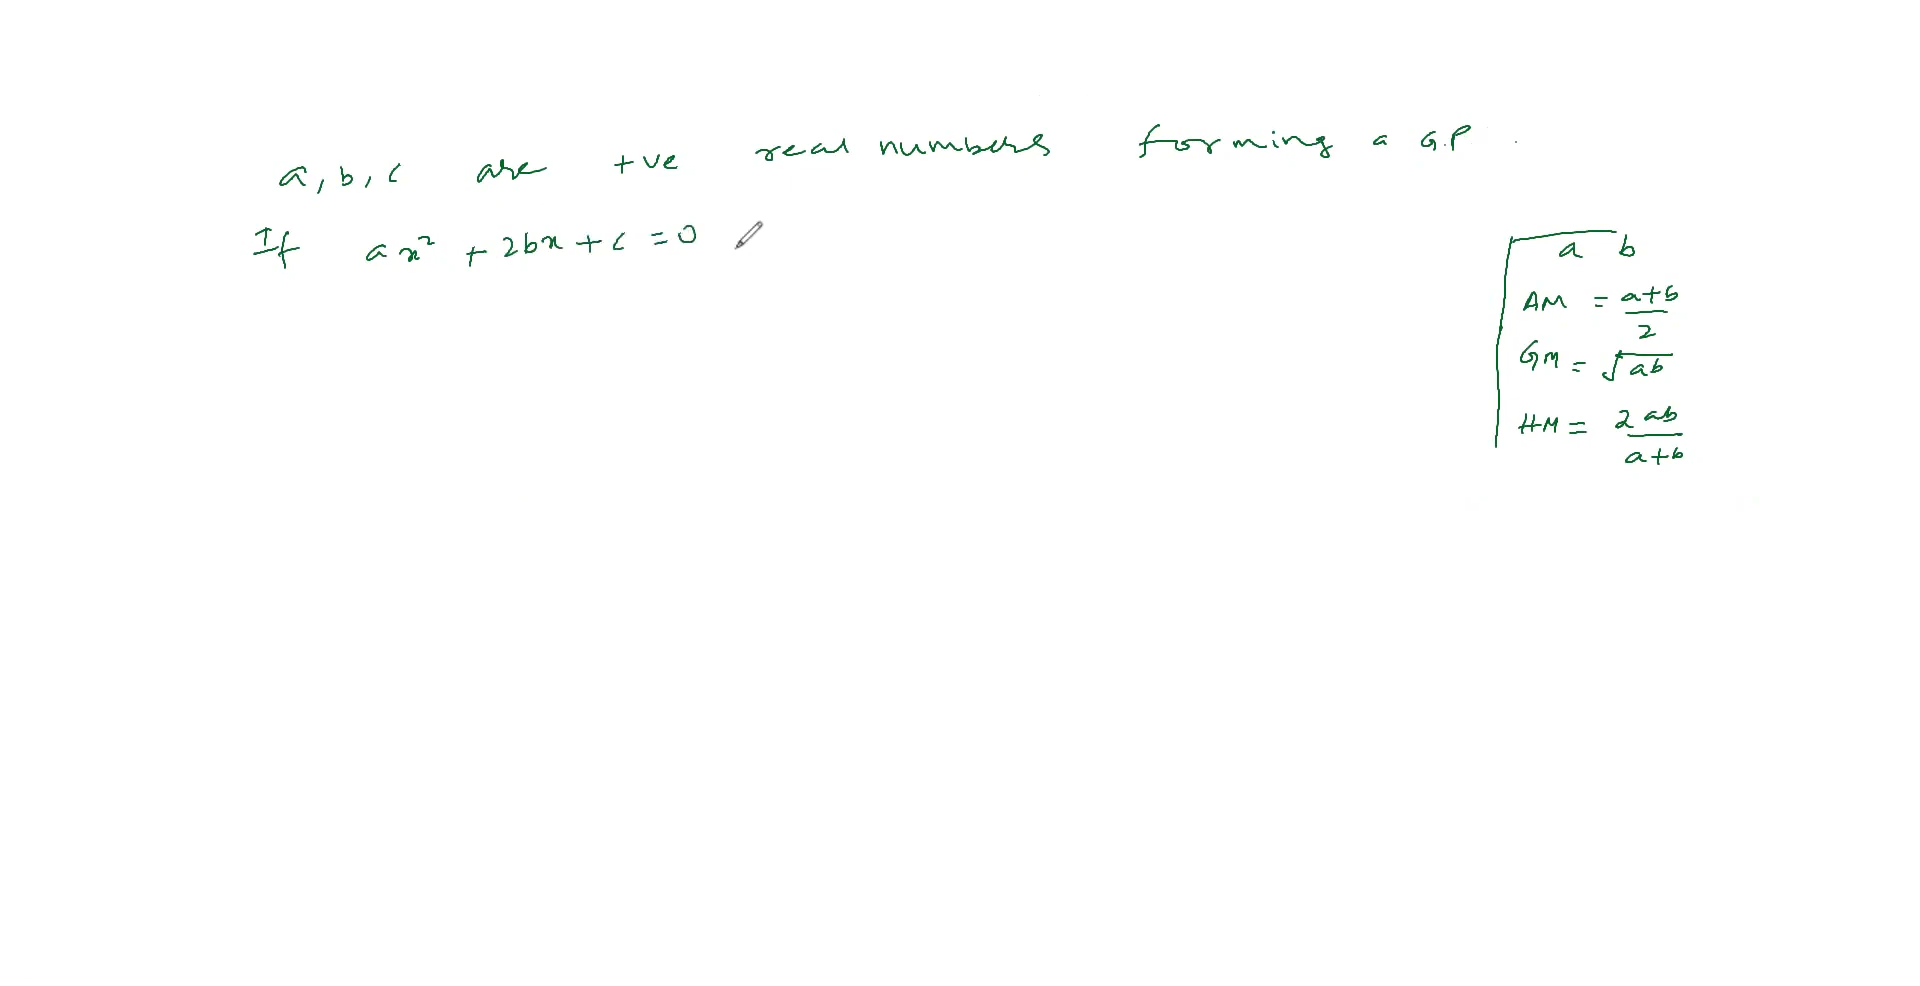 a, b, c are +ve real numbers forming a G.P.
If ax² + 2bx + c = 0
a b
AM = a+b/2
GM = √ab
HM = 2ab/a+b